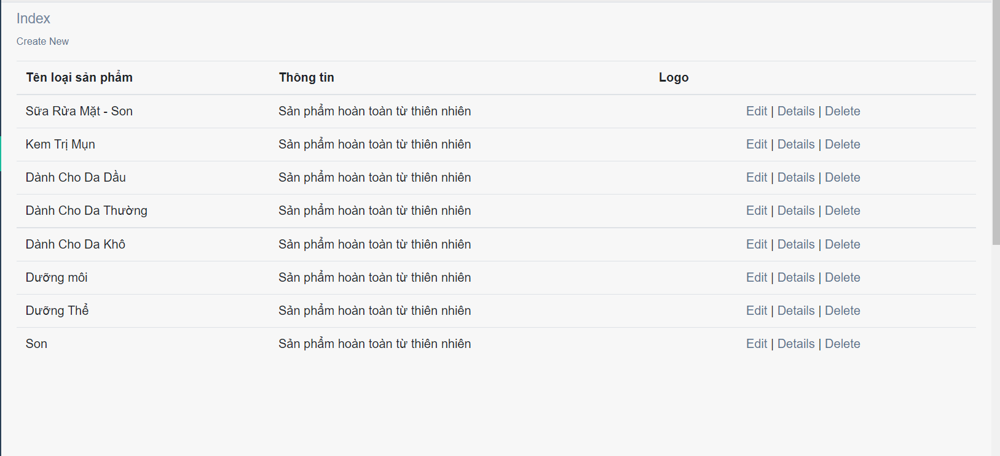 Index
Create New
Tên loại sản phẩm Thông tin Logo
Sữa Rửa Mặt - Son Sản phẩm hoàn toàn từ thiên nhiên Edit | Details | Delete
Kem Trị Mụn Sản phẩm hoàn toàn từ thiên nhiên Edit | Details | Delete
Dành Cho Da Dầu Sản phẩm hoàn toàn từ thiên nhiên Edit | Details | Delete
Dành Cho Da Thường Sản phẩm hoàn toàn từ thiên nhiên Edit | Details | Delete
Dành Cho Da Khô Sản phẩm hoàn toàn từ thiên nhiên Edit | Details | Delete
Dưỡng môi Sản phẩm hoàn toàn từ thiên nhiên Edit | Details | Delete
Dưỡng Thể Sản phẩm hoàn toàn từ thiên nhiên Edit | Details | Delete
Son Sản phẩm hoàn toàn từ thiên nhiên Edit | Details | Delete